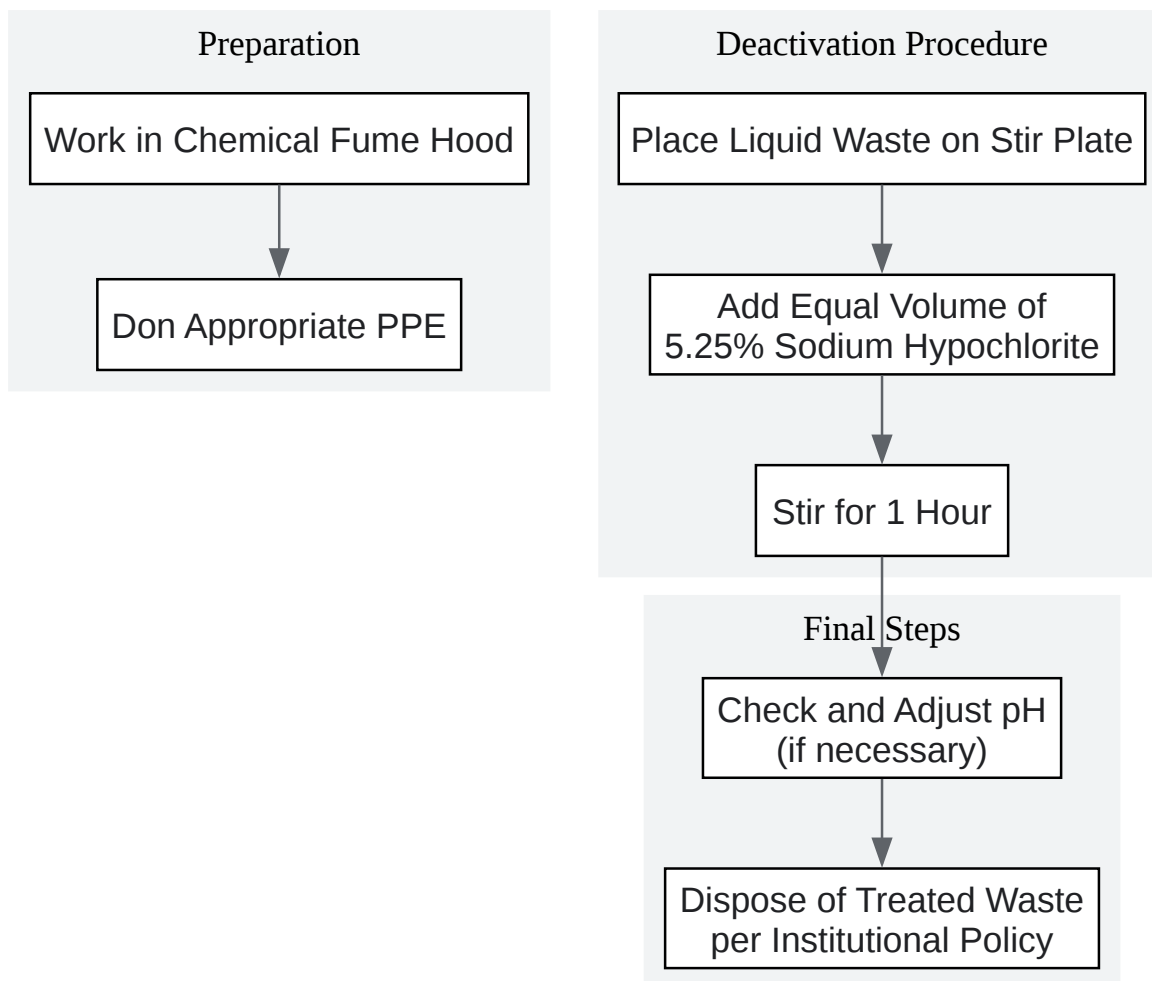 Preparation
Work in Chemical Fume Hood
Don Appropriate PPE
Deactivation Procedure
Place Liquid Waste on Stir Plate
Add Equal Volume of
5.25% Sodium Hypochlorite
Stir for 1 Hour
Final Steps
Check and Adjust pH
(if necessary)
Dispose of Treated Waste
per Institutional Policy